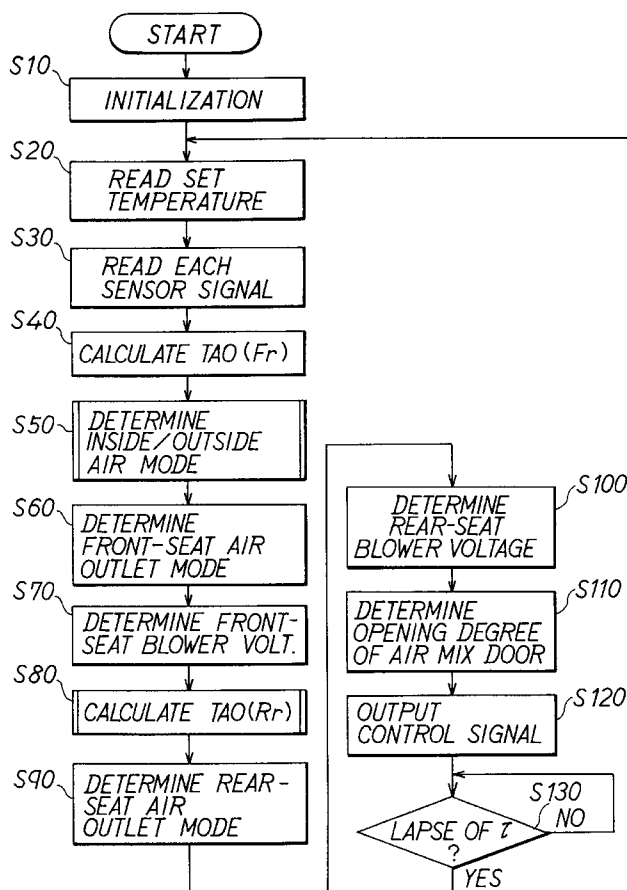 START
S10
INITIALIZATION
S20
READ SET
TEMPERATURE
S30
READ EACH
SENSOR SIGNAL
S40
CALCULATE TAO(Fr)
S50
DETERMINE
INSIDE/OUTSIDE
AIR MODE
S60
DETERMINE
FRONT-SEAT AIR
OUTLET MODE
S70
DETERMINE FRONT-
SEAT BLOWER VOLT.
S80
CALCULATE TAO(Rr)
S90
DETERMINE REAR-
SEAT AIR
OUTLET MODE
S100
DETERMINE
REAR-SEAT
BLOWER VOLTAGE
S110
DETERMINE
OPENING DEGREE
OF AIR MIX DOOR
S120
OUTPUT
CONTROL SIGNAL
S130
LAPSE OF τ
?
NO
YES